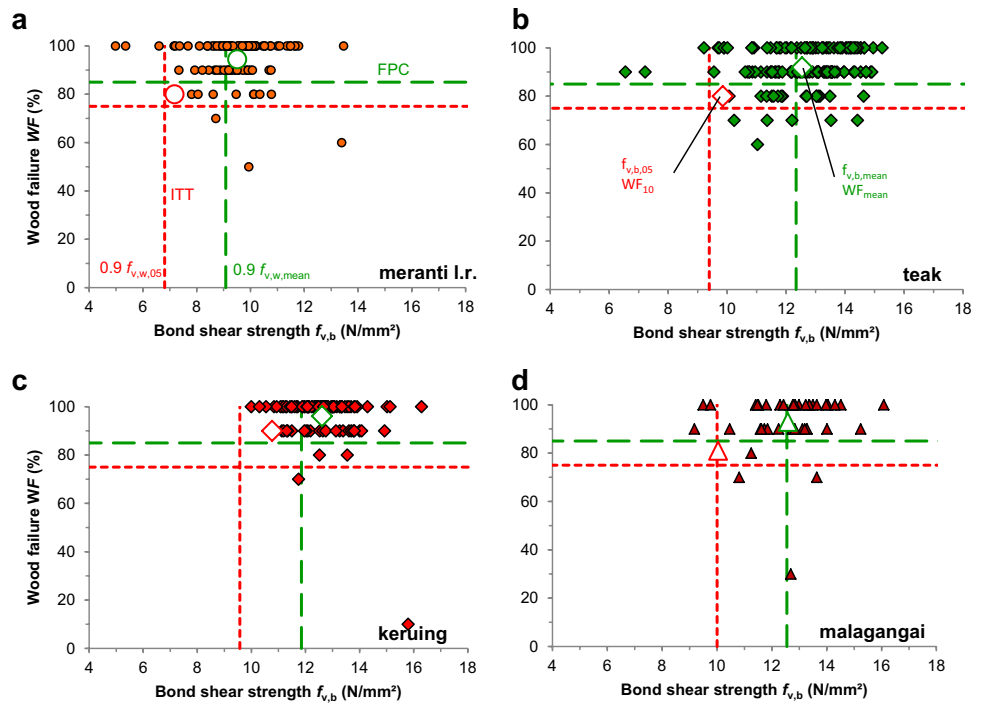 a
100
80
60
40
20
0
Wood failure WF (%)
FPC
ITT
0.9 fv,w,05
0.9 fv,w,mean
meranti l.r.
4 6 8 10 12 14 16 18
Bond shear strength fv,b (N/mm²)
b
100
80
60
40
20
0
fv,b,05
WF10
fv,b,mean
WFmean
teak
4 6 8 10 12 14 16 18
Bond shear strength fv,b (N/mm²)
c
100
80
60
40
20
0
Wood failure WF (%)
keruing
4 6 8 10 12 14 16 18
Bond shear strength fv,b (N/mm²)
d
100
80
60
40
20
0
malagangai
4 6 8 10 12 14 16 18
Bond shear strength fv,b (N/mm²)